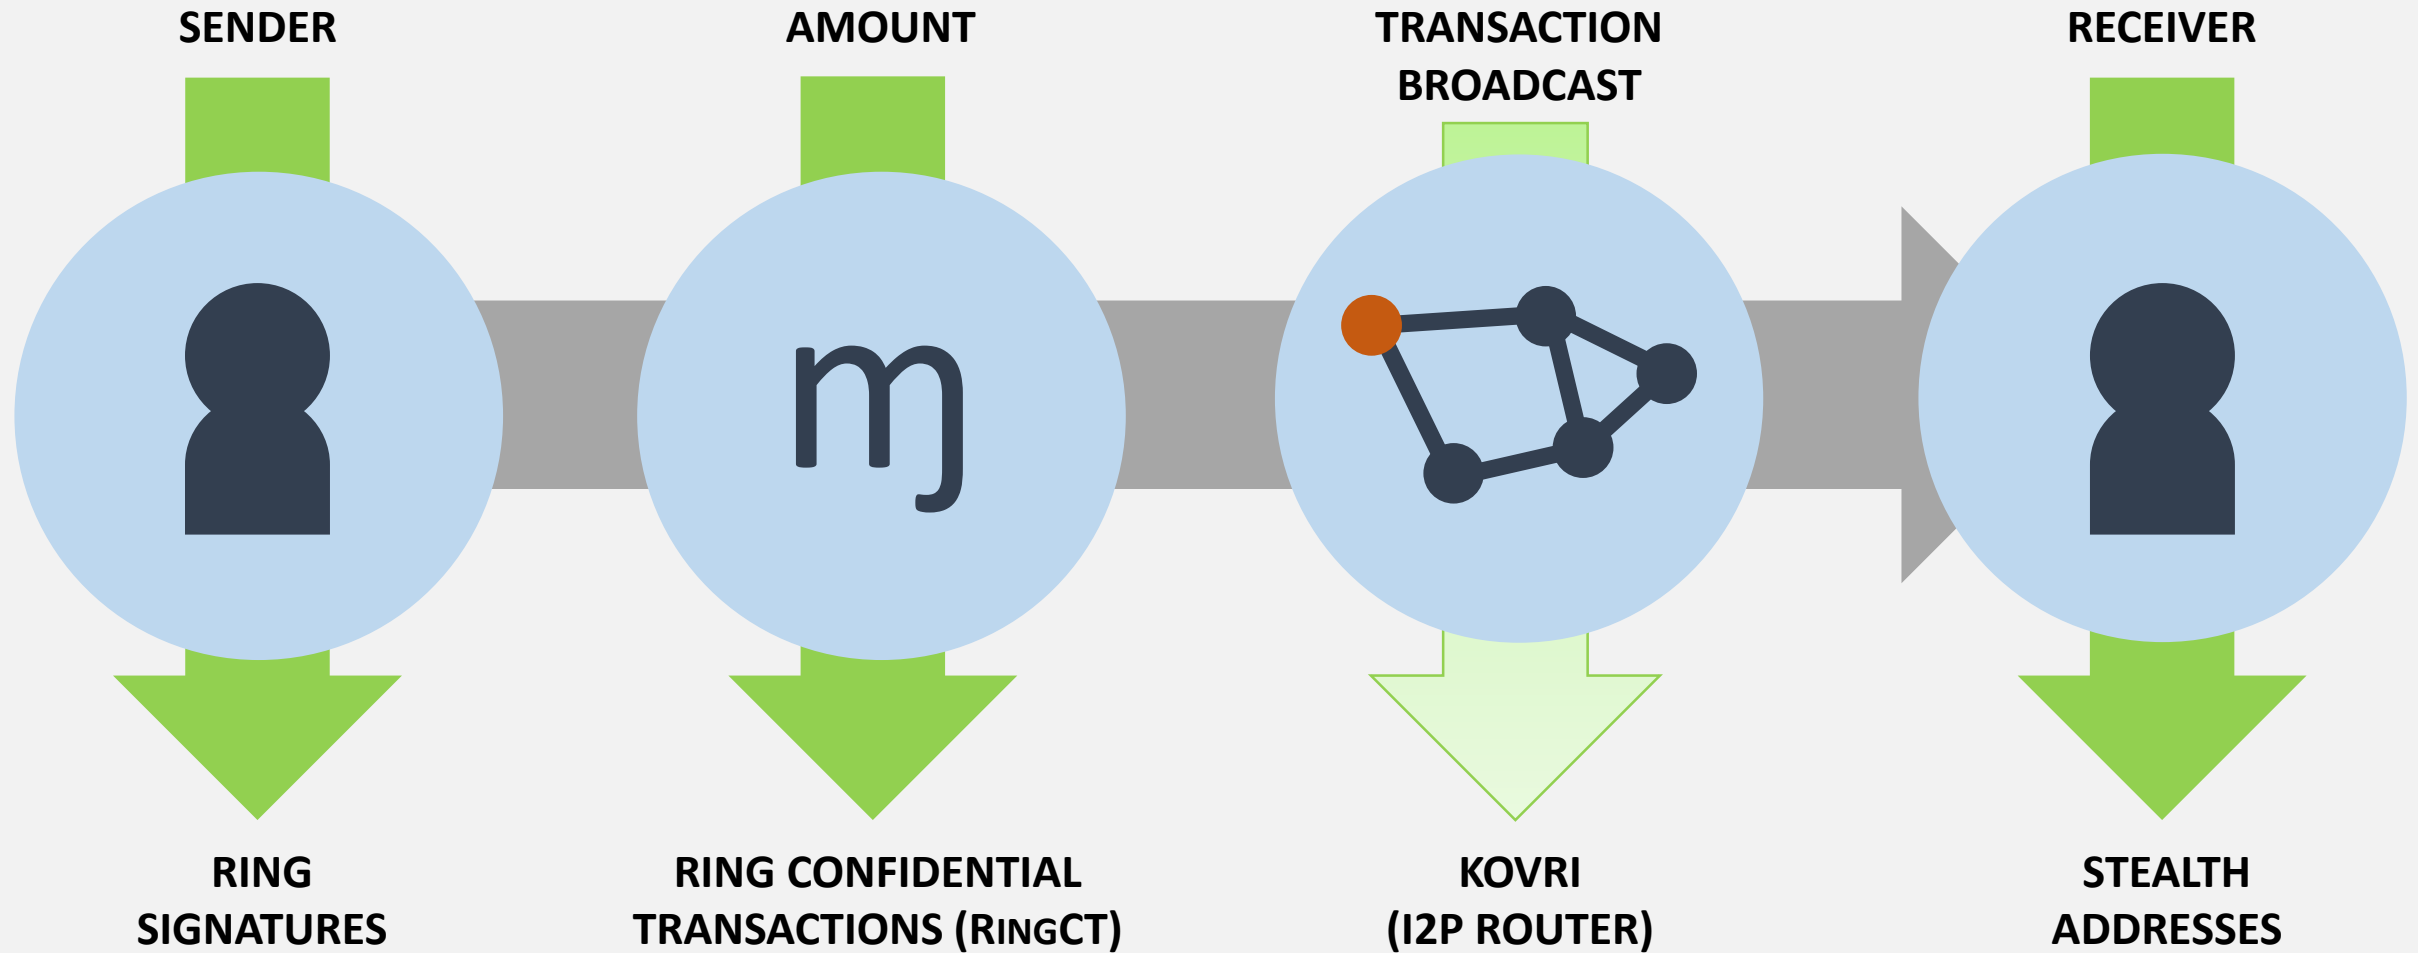 SENDER
AMOUNT
TRANSACTION
BROADCAST
RECEIVER
ɱ
RING
SIGNATURES
RING CONFIDENTIAL
TRANSACTIONS (RINGCT)
KOVRI
(I2P ROUTER)
STEALTH
ADDRESSES